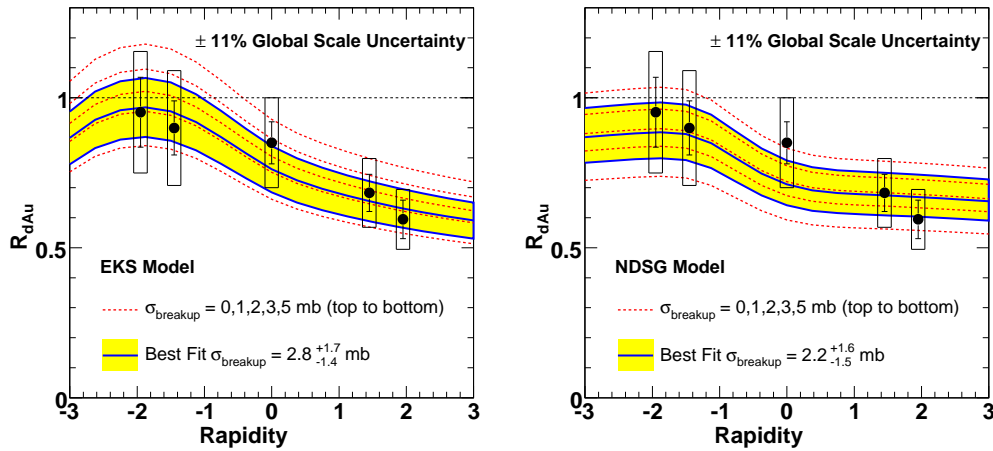 ± 11% Global Scale Uncertainty
1
0.5
0
R_dAu
EKS Model
σ_breakup = 0,1,2,3,5 mb (top to bottom)
Best Fit σ_breakup = 2.8 +1.7 -1.4 mb
-3 -2 -1 0 1 2 3
Rapidity
± 11% Global Scale Uncertainty
1
0.5
0
R_dAu
NDSG Model
σ_breakup = 0,1,2,3,5 mb (top to bottom)
Best Fit σ_breakup = 2.2 +1.6 -1.5 mb
-3 -2 -1 0 1 2 3
Rapidity